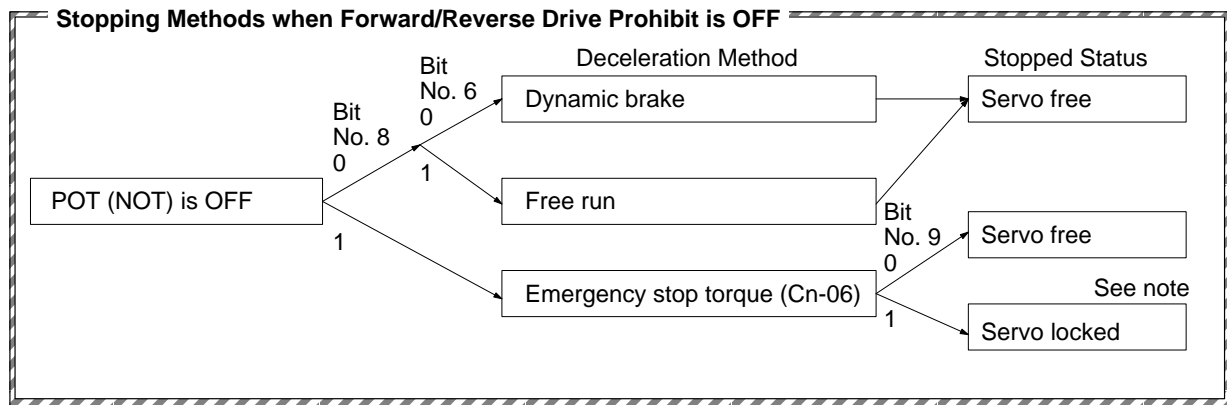 Stopping Methods when Forward/Reverse Drive Prohibit is OFF
Deceleration Method
Stopped Status
Bit
No. 6
0
Dynamic brake
Servo free
Bit
No. 8
0
1
POT (NOT) is OFF
Free run
1
Bit
No. 9
0
Servo free
Emergency stop torque (Cn-06)
See note
1
Servo locked